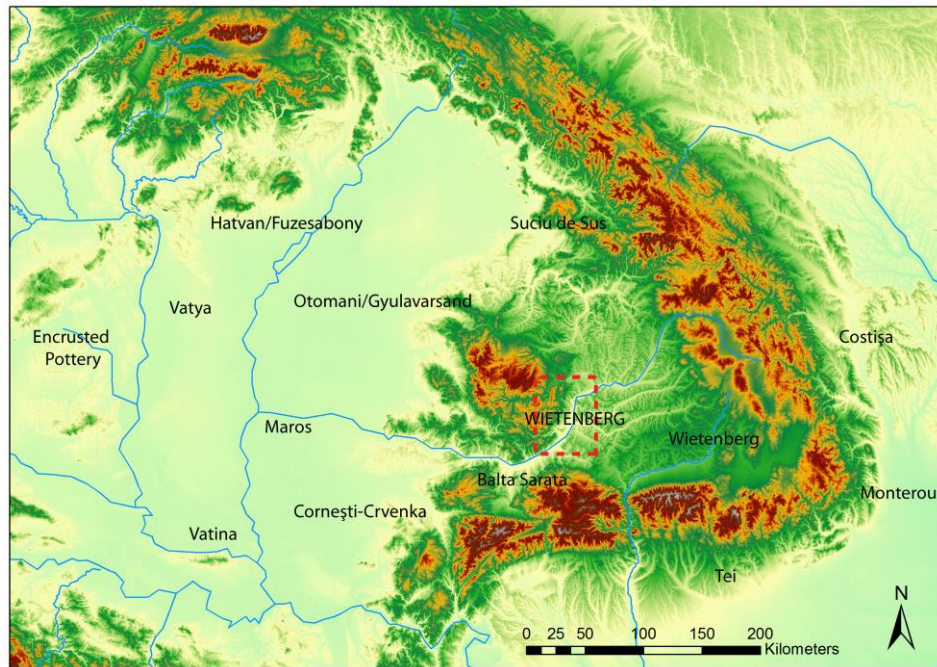 Hatvan/Fuzesabony
Suciu de Sus
Vatya
Otomani/Gyulavarsand
Encrusted
Pottery
Costişa
Maros
WIETENBERG
Wietenberg
Balta Sarata
Monterou
Corneşti-Crvenka
Vatina
Tei
N
0 25 50 100 150 200
Kilometers